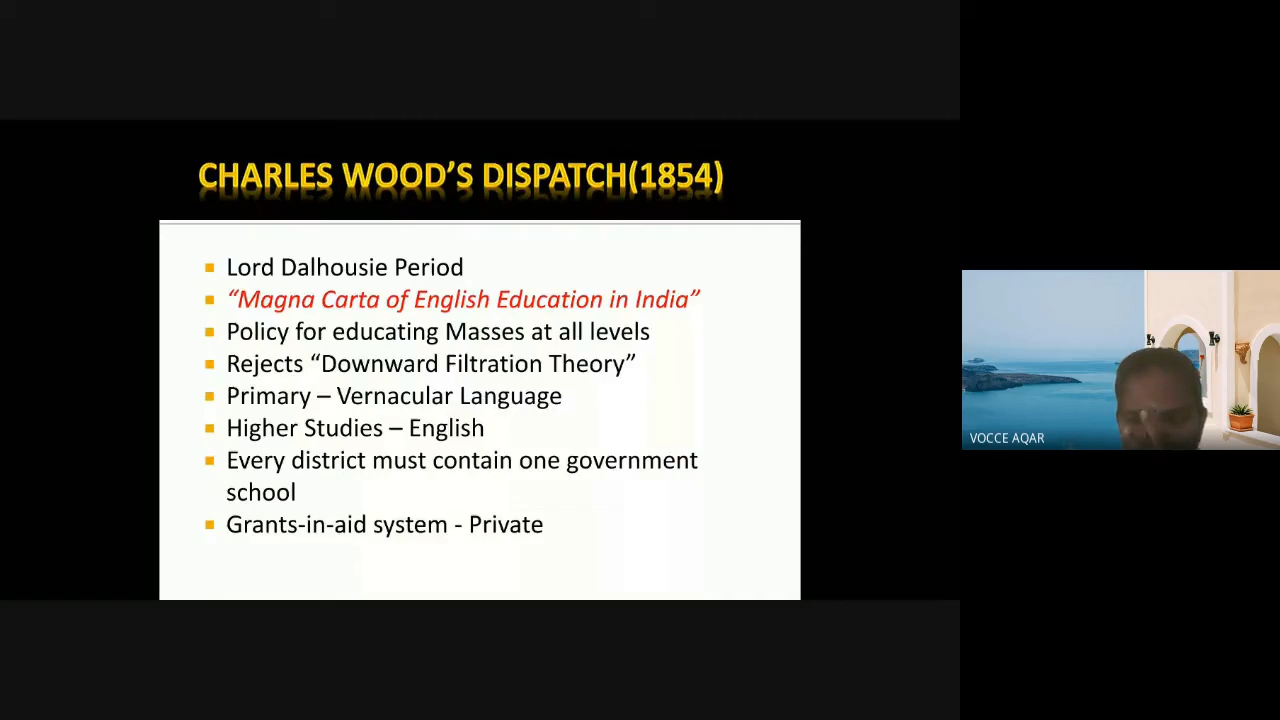 CHARLES WOOD’S DISPATCH(1854)
Lord Dalhousie Period
“Magna Carta of English Education in India”
Policy for educating Masses at all levels
Rejects “Downward Filtration Theory”
Primary – Vernacular Language
Higher Studies – English
Every district must contain one government
school
Grants-in-aid system - Private
VOCCE AQAR